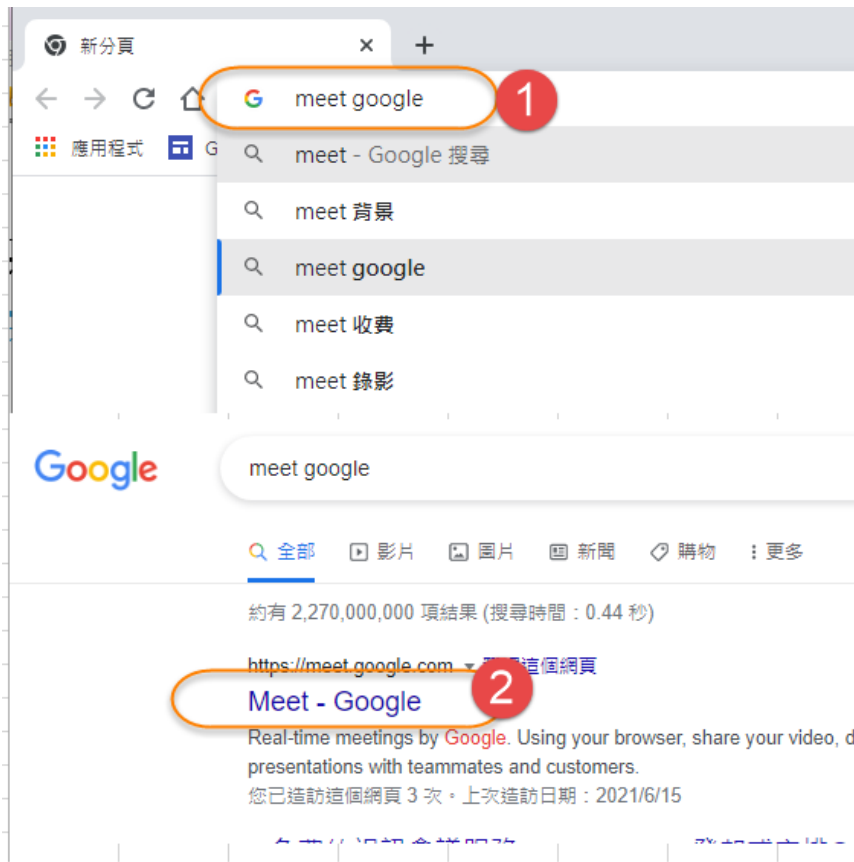 新分頁
meet google
1
應用程式 G
meet - Google 搜尋
meet 背景
meet google
meet 收費
meet 錄影
Google
meet google
全部 影片 圖片 新聞 購物 更多
約有 2,270,000,000 項結果 (搜尋時間：0.44 秒)
https://meet.google.com 這個網頁
Meet - Google
2
Real-time meetings by Google. Using your browser, share your video, d
presentations with teammates and customers.
您已造訪這個網頁 3 次。上次造訪日期：2021/6/15